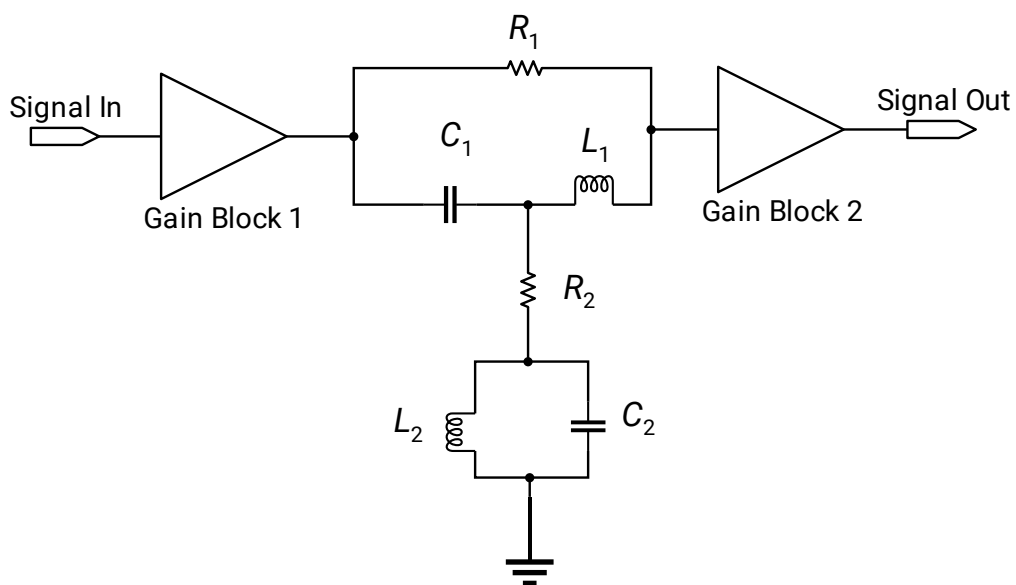 R1
Signal In
C1
L1
Signal Out
Gain Block 1
Gain Block 2
R2
L2
C2